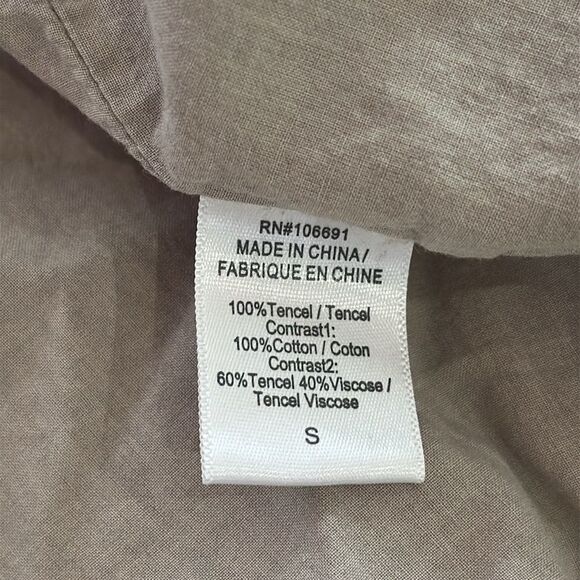 RN#106691
MADE IN CHINA/
FABRIQUE EN CHINE
100%Tencel / Tencel
Contrast1:
100%Cotton / Coton
Contrast2:
60%Tencel 40%Viscose /
Tencel Viscose
S